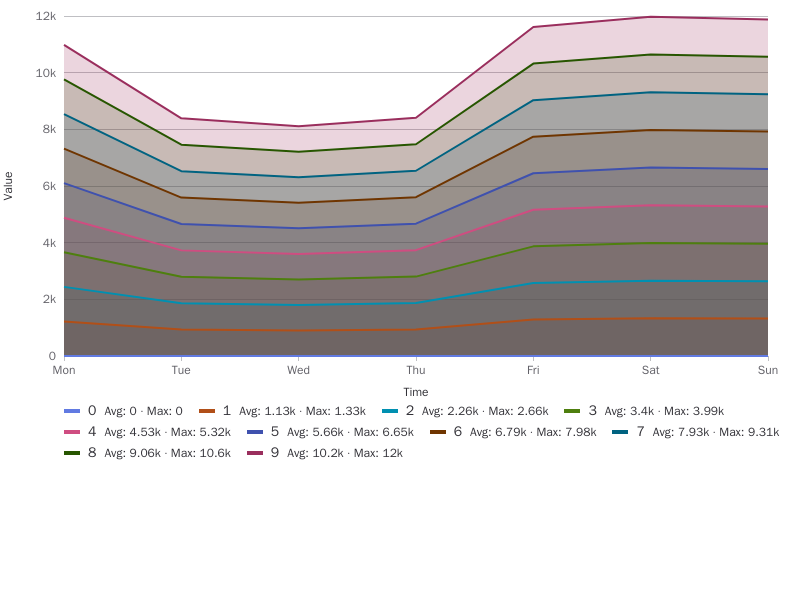 12k
10k
8k
6k
4k
2k
0
Value
Mon Tue Wed Thu Fri Sat Sun
Time
0 Avg: 0 · Max: 0 1 Avg: 1.13k · Max: 1.33k 2 Avg: 2.26k · Max: 2.66k 3 Avg: 3.4k · Max: 3.99k
4 Avg: 4.53k · Max: 5.32k 5 Avg: 5.66k · Max: 6.65k 6 Avg: 6.79k · Max: 7.98k 7 Avg: 7.93k · Max: 9.31k
8 Avg: 9.06k · Max: 10.6k 9 Avg: 10.2k · Max: 12k